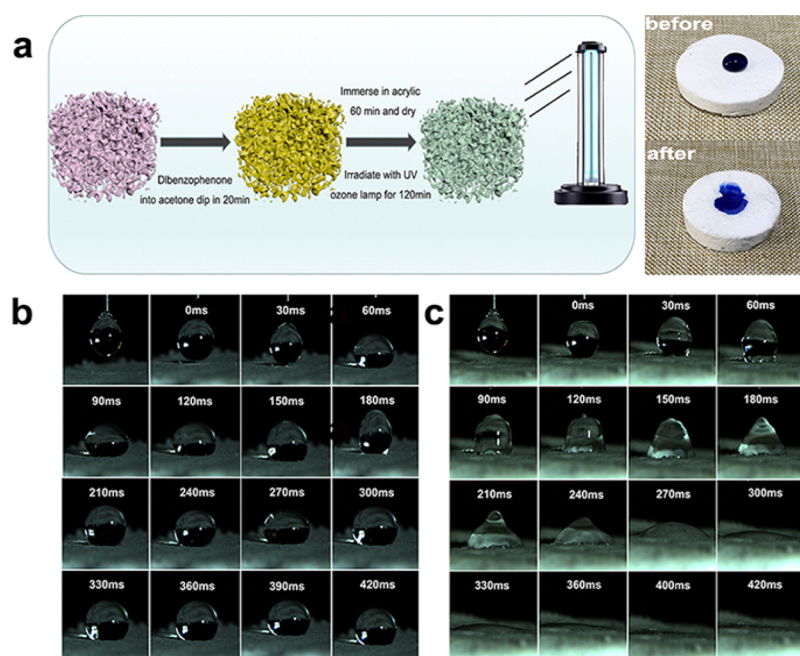 a
Immerse in acrylic
60 min and dry
DIbenzophenone
into acetone dip in 20min
Irradiate with UV
ozone lamp for 120min
before
after
b
0ms
30ms
60ms
90ms
120ms
150ms
180ms
210ms
240ms
270ms
300ms
330ms
360ms
390ms
420ms
c
0ms
30ms
60ms
90ms
120ms
150ms
180ms
210ms
240ms
270ms
300ms
330ms
360ms
400ms
420ms